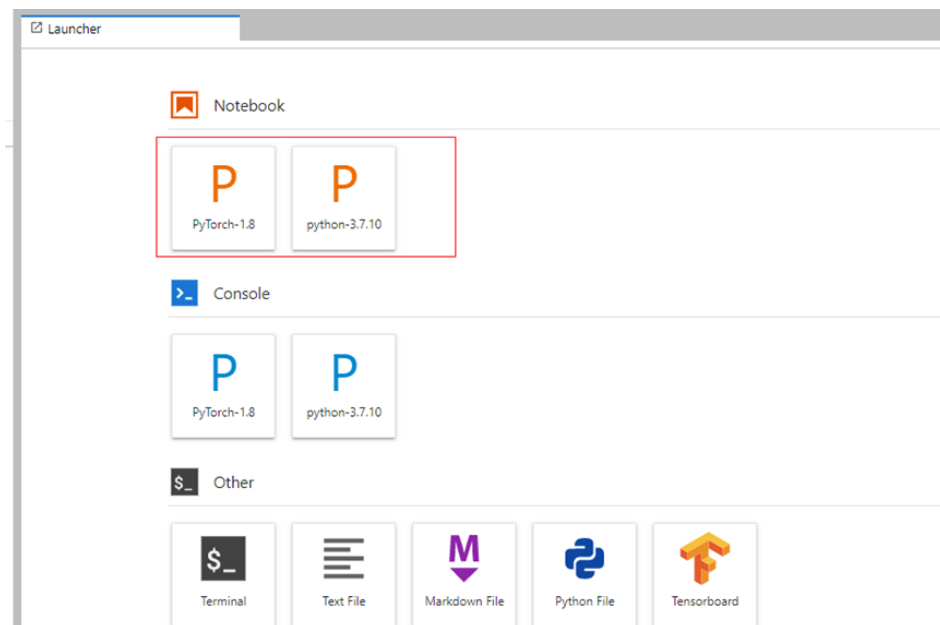 Launcher
Notebook
P P
PyTorch-1.8 python-3.7.10
>_ Console
P P
PyTorch-1.8 python-3.7.10
$_ Other
$_ M
Terminal Text File Markdown File Python File Tensorboard